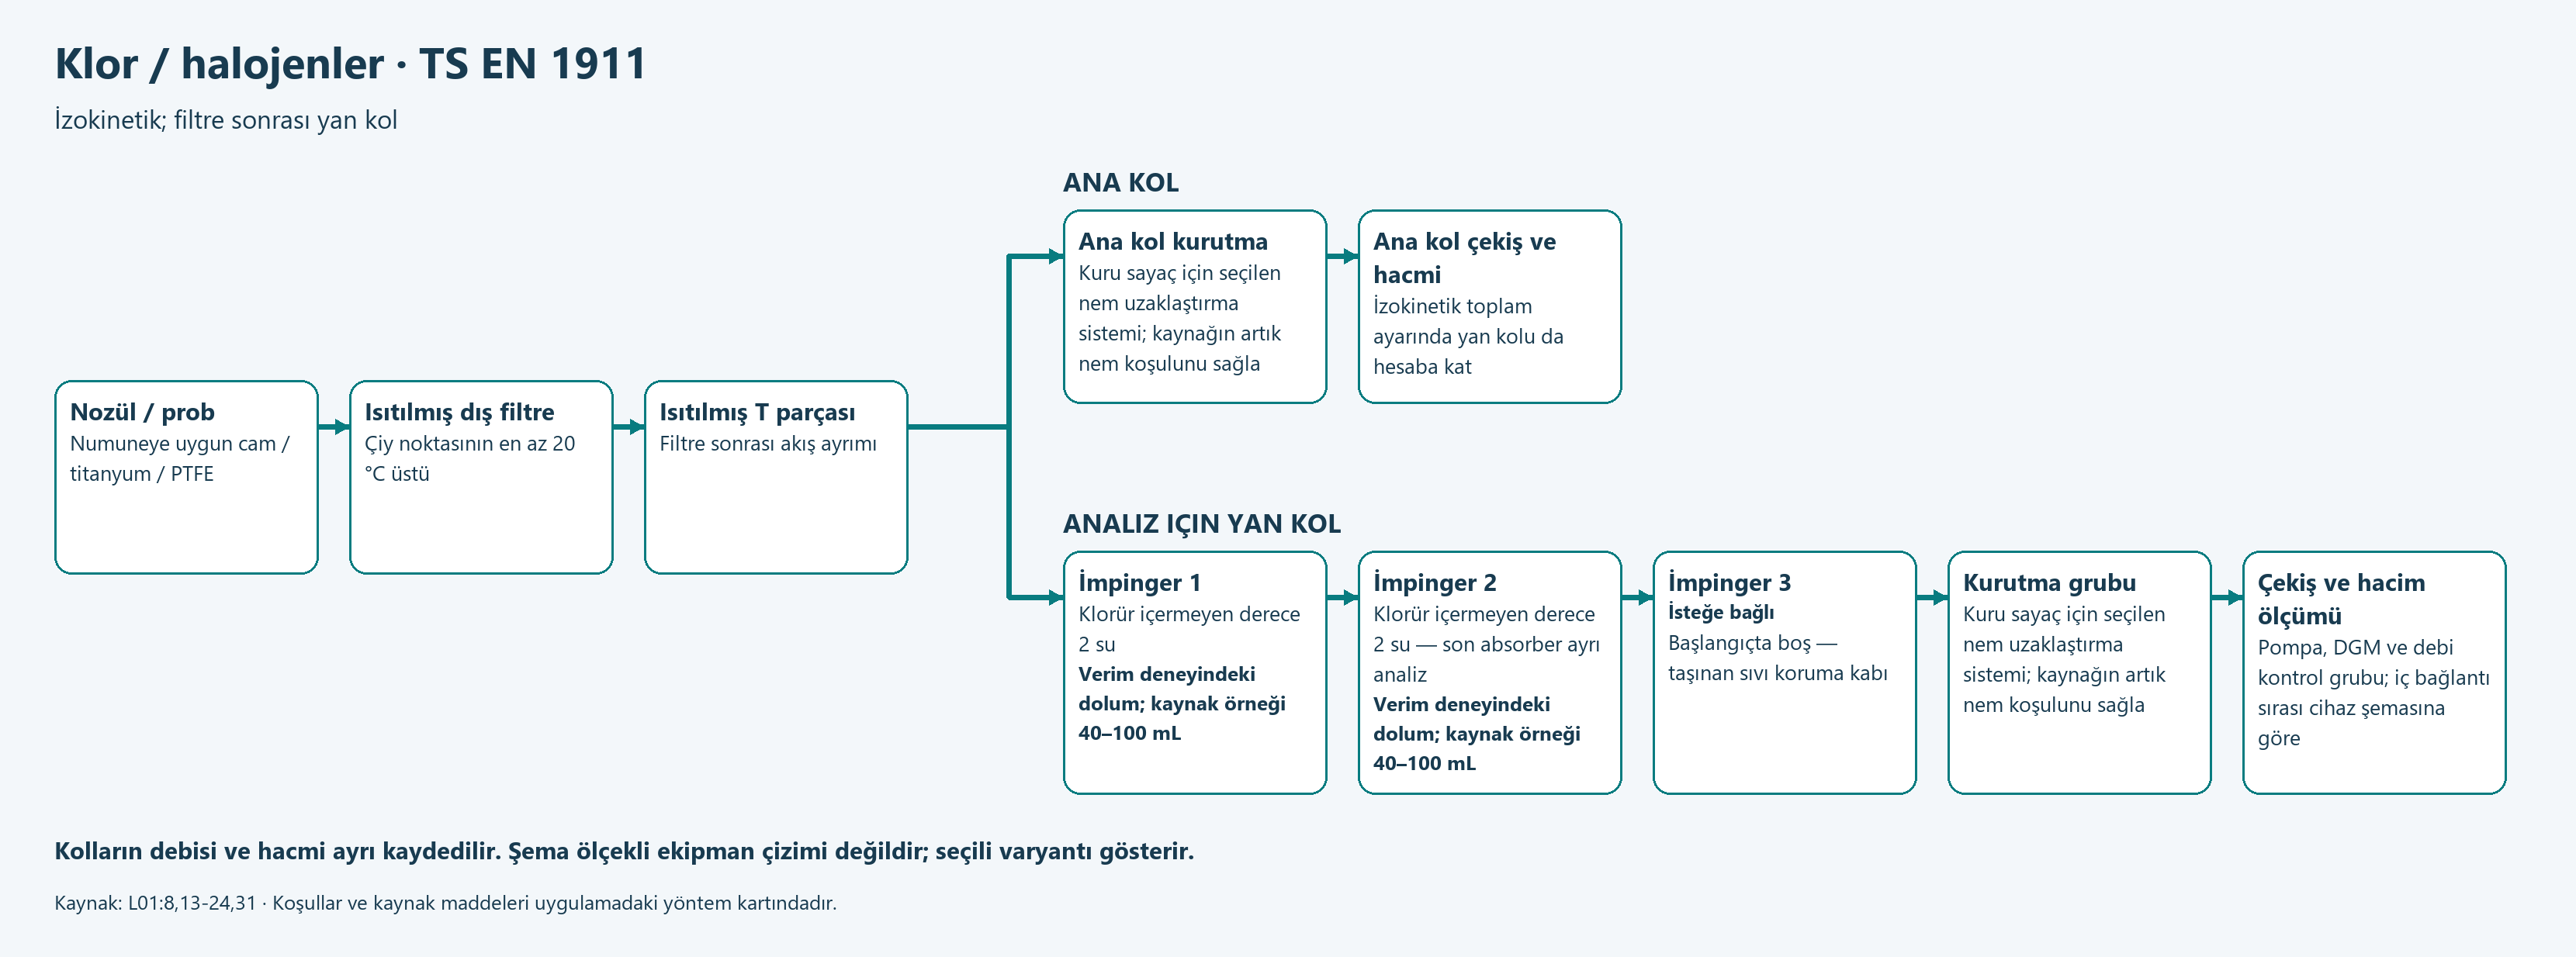 Klor / halojenler · TS EN 1911
İzokinetik; filtre sonrası yan kol
Nozül / prob
Numuneye uygun cam /
titanyum / PTFE
Isıtılmış dış filtre
Çiy noktasının en az 20
°C üstü
Isıtılmış T parçası
Filtre sonrası akış ayrımı
ANA KOL
Ana kol kurutma
Kuru sayaç için seçilen
nem uzaklaştırma
sistemi; kaynağın artık
nem koşulunu sağla
Ana kol çekiş ve
hacmi
İzokinetik toplam
ayarında yan kolu da
hesaba kat
ANALIZ IÇIN YAN KOL
İmpinger 1
Klorür içermeyen derece
2 su
Verim deneyindeki
dolum; kaynak örneği
40–100 mL
İmpinger 2
Klorür içermeyen derece
2 su — son absorber ayrı
analiz
Verim deneyindeki
dolum; kaynak örneği
40–100 mL
İmpinger 3
İsteğe bağlı
Başlangıçta boş —
taşınan sıvı koruma kabı
Kurutma grubu
Kuru sayaç için seçilen
nem uzaklaştırma
sistemi; kaynağın artık
nem koşulunu sağla
Çekiş ve hacim
ölçümü
Pompa, DGM ve debi
kontrol grubu; iç bağlantı
sırası cihaz şemasına
göre
Kolların debisi ve hacmi ayrı kaydedilir. Şema ölçekli ekipman çizimi değildir; seçili varyantı gösterir.
Kaynak: L01:8,13-24,31 · Koşullar ve kaynak maddeleri uygulamadaki yöntem kartındadır.